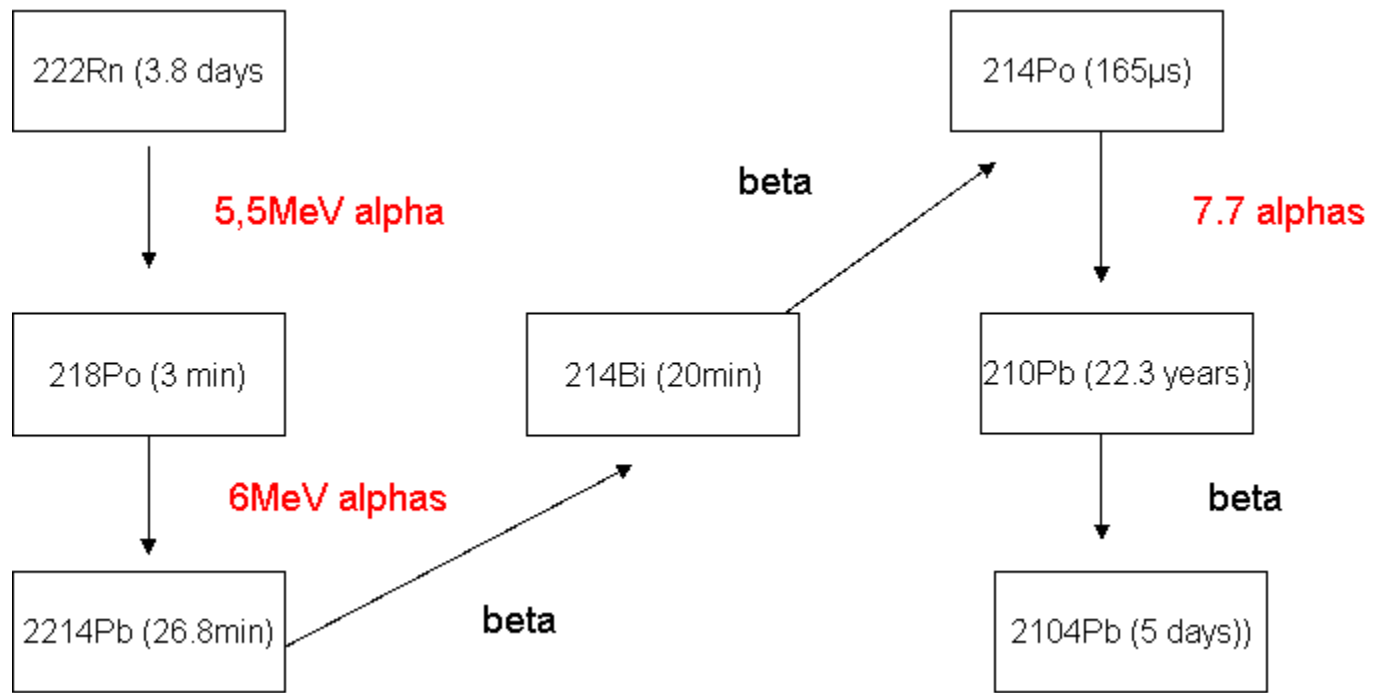 222Rn (3.8 days
5,5MeV alpha
218Po (3 min)
6MeV alphas
2214Pb (26.8min)
beta
214Bi (20min)
beta
214Po (165µs)
7.7 alphas
210Pb (22.3 years)
beta
2104Pb (5 days))